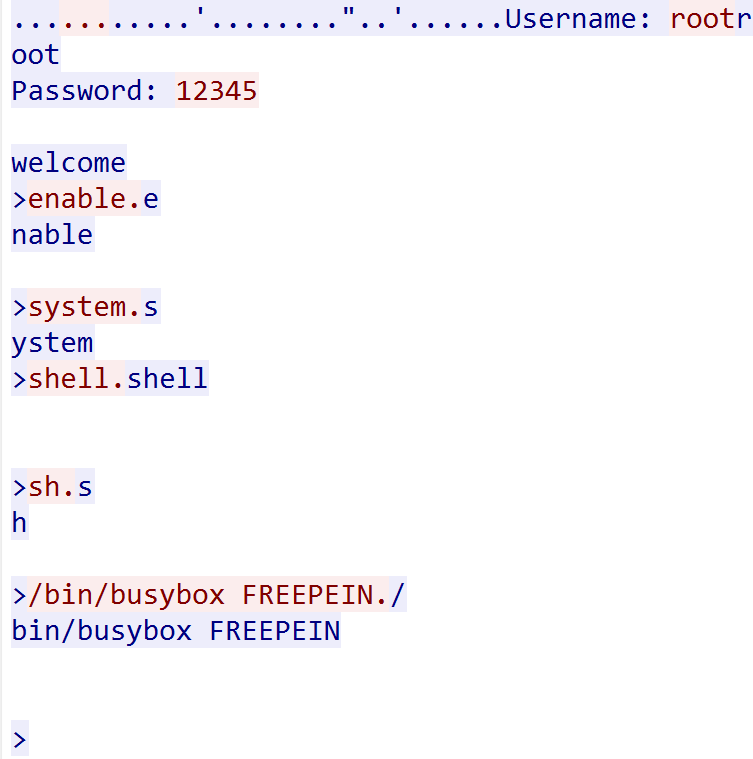 ...........'........"..'......Username: rootr
oot
Password: 12345
welcome
>enable.e
nable
>system.s
ystem
>shell.shell
>sh.s
h
>/bin/busybox FREEPEIN./
bin/busybox FREEPEIN
>